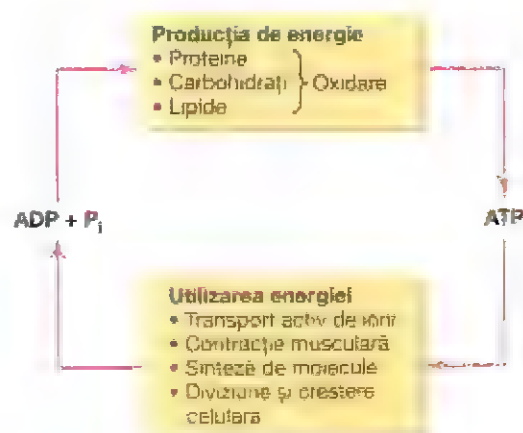 Producția de energie
• Proteine
• Carbohidrați
• Lipide
Oxidare
ADP + Pi
ATP
Utilizarea energiei
• Transport activ de ioni
• Contracție musculară
• Sinteză de molecule
• Diviziune și creștere
celulară